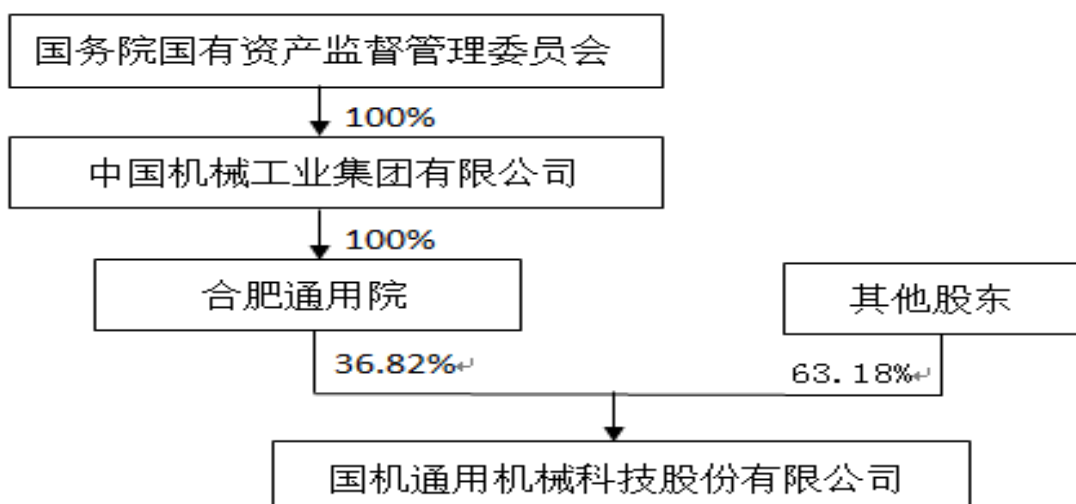 国务院国有资产监督管理委员会
100%
中国机械工业集团有限公司
100%
合肥通用院
其他股东
36.82%↵
63.18%↵
国机通用机械科技股份有限公司